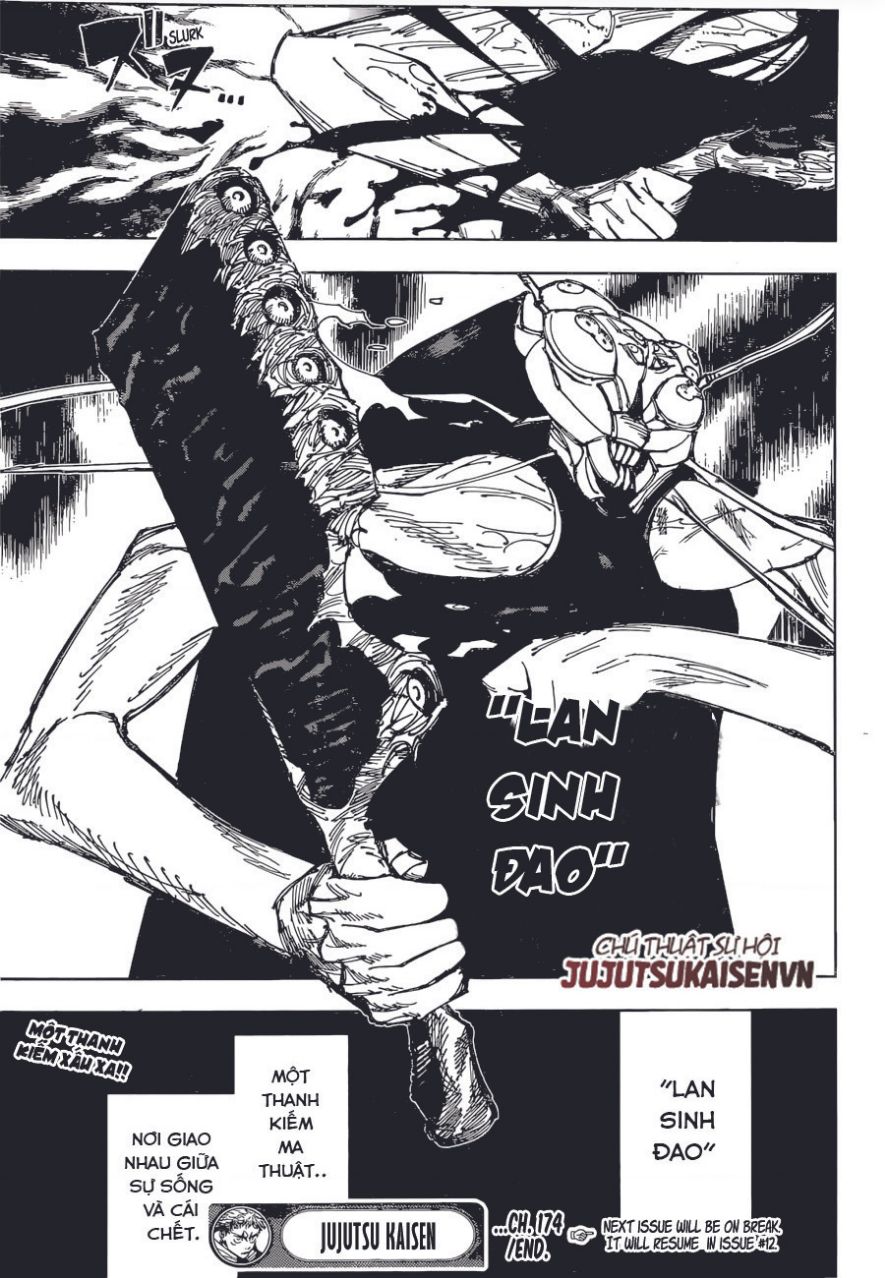 ズ
ヌ...
SLURK
"LAN
SINH
ĐAO"
CHÚ THUẬT SƯ HỘI
JUJUTSUKAISENVN
"LAN
SINH
ĐAO"
MỘT
THANH
KIẾM
MA
THUẬT..
NƠI GIAO
NHAU GIỮA
SỰ SỐNG
VÀ CÁI
CHẾT.
MỘT THANH
KIẾM XẤU XA!!
JUJUTSU KAISEN
...CH. 174
/END.
NEXT ISSUE WILL BE ON BREAK.
IT WILL RESUME IN ISSUE #12.